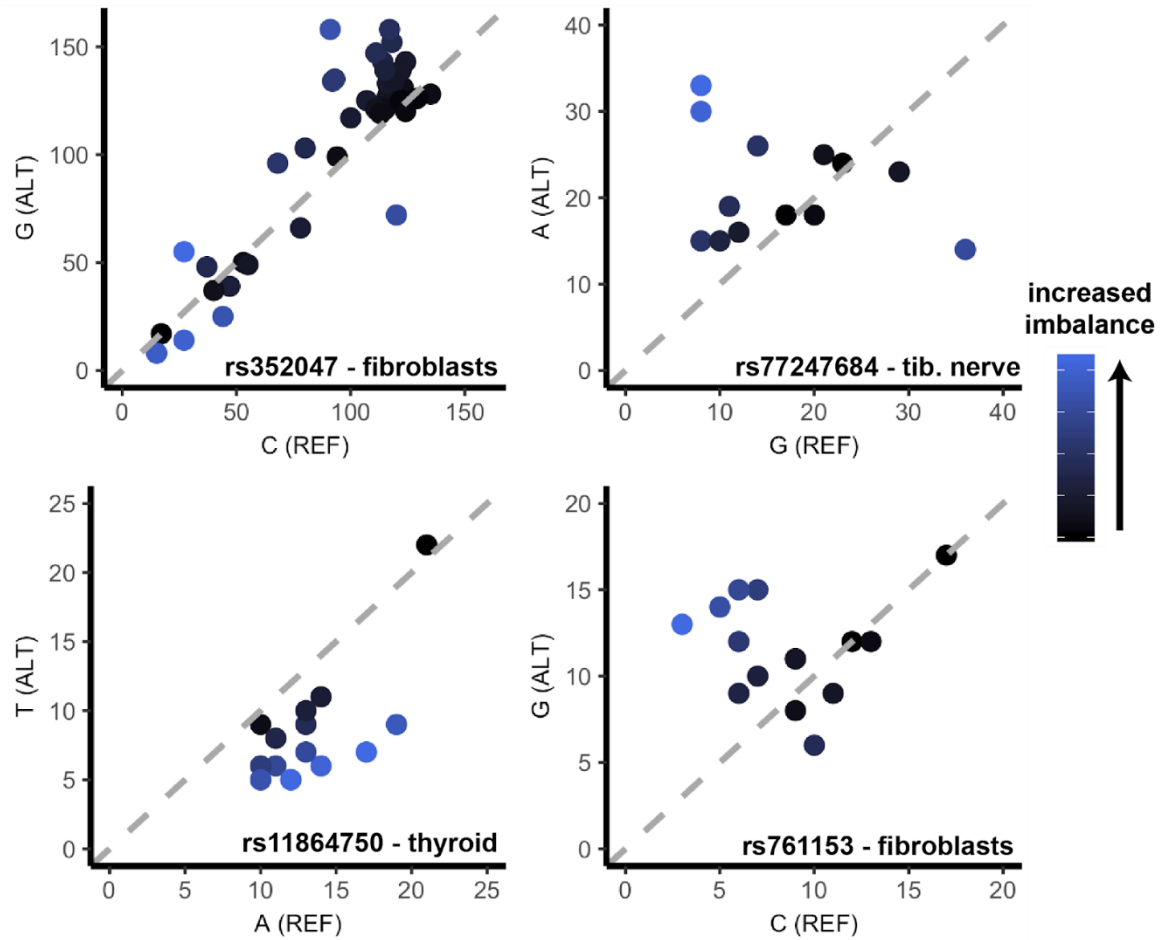 150
100
50
0
G (ALT)
rs352047 - fibroblasts
0 50 100 150
C (REF)
40
30
20
10
0
A (ALT)
rs77247684 - tib. nerve
0 10 20 30 40
G (REF)
increased
imbalance
25
20
15
10
5
0
T (ALT)
rs11864750 - thyroid
0 5 10 15 20 25
A (REF)
20
15
10
5
0
G (ALT)
rs761153 - fibroblasts
0 5 10 15 20
C (REF)